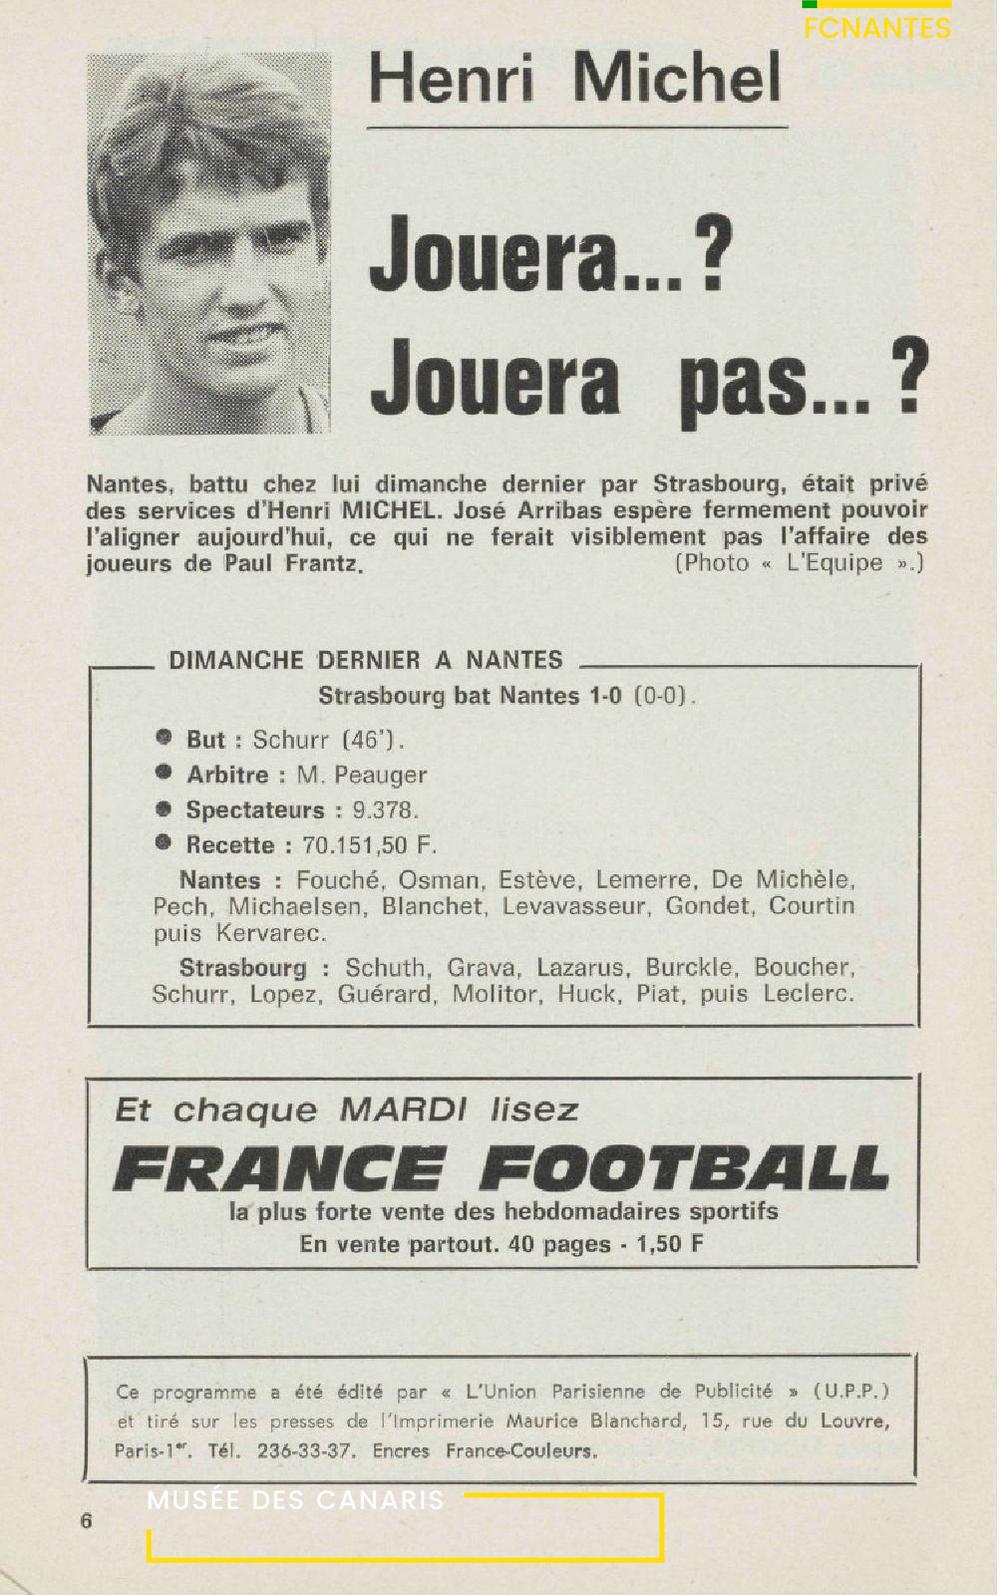 FCNANTES
Henri Michel
Jouera...?
Jouera pas...?
Nantes, battu chez lui dimanche dernier par Strasbourg, était privé
des services d'Henri MICHEL. José Arribas espère fermement pouvoir
l'aligner aujourd'hui, ce qui ne ferait visiblement pas l'affaire des
joueurs de Paul Frantz. (Photo « L'Equipe ».)
DIMANCHE DERNIER A NANTES
Strasbourg bat Nantes 1-0 (0-0).
● But : Schurr (46').
● Arbitre : M. Peauger
● Spectateurs : 9.378.
● Recette : 70.151,50 F.
Nantes : Fouché, Osman, Estève, Lemerre, De Michèle,
Pech, Michaelsen, Blanchet, Levavasseur, Gondet, Courtin
puis Kervarec.
Strasbourg : Schuth, Grava, Lazarus, Burckle, Boucher,
Schurr, Lopez, Guérard, Molitor, Huck, Piat, puis Leclerc.
Et chaque MARDI lisez
FRANCE FOOTBALL
la plus forte vente des hebdomadaires sportifs
En vente partout. 40 pages - 1,50 F
Ce programme a été édité par « L'Union Parisienne de Publicité » (U.P.P.)
et tiré sur les presses de l'Imprimerie Maurice Blanchard, 15, rue du Louvre,
Paris-1er. Tél. 236-33-37. Encres France-Couleurs.
MUSÉE DES CANARIS
6